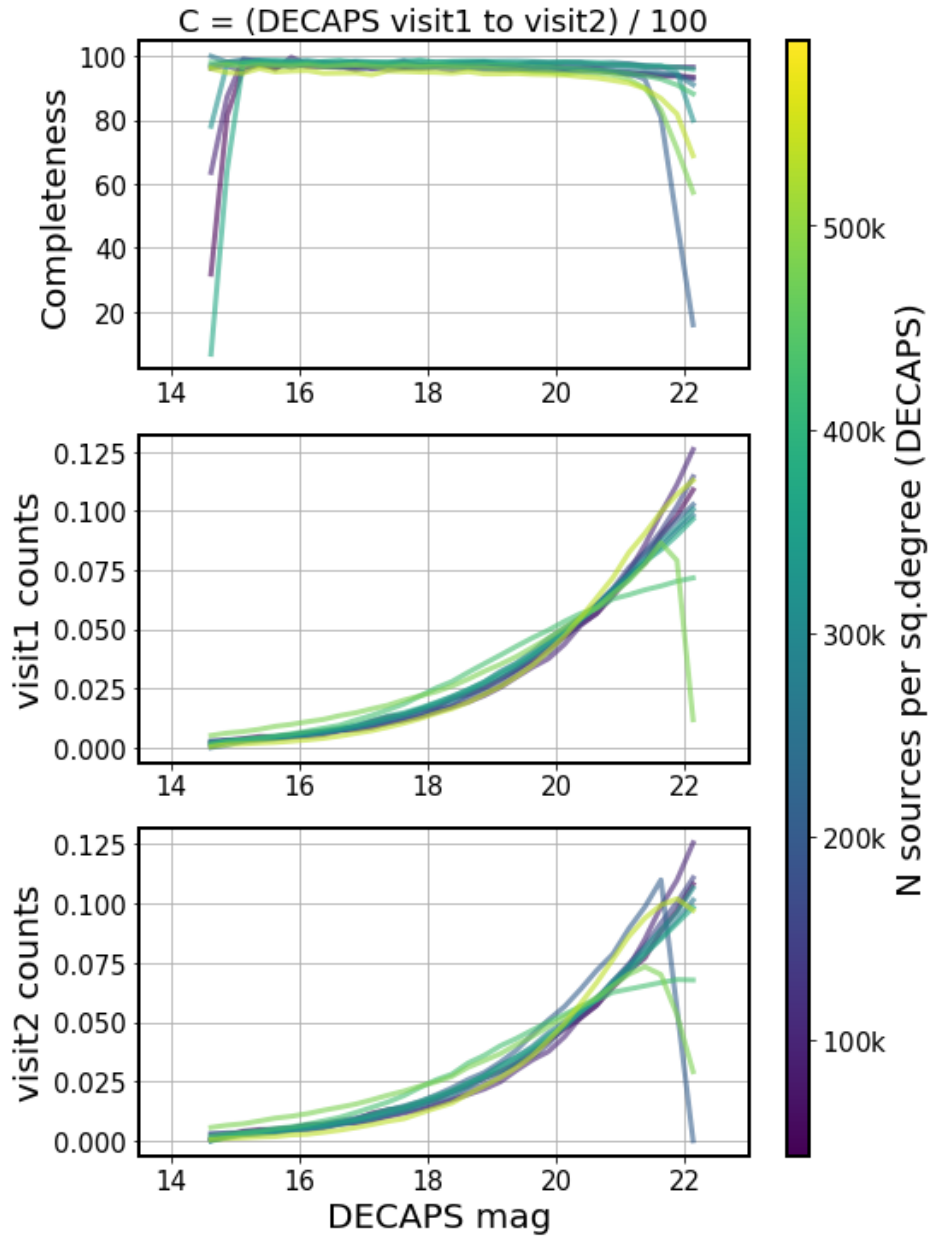 C = (DECAPS visit1 to visit2) / 100
Completeness
100
80
60
40
20
14 16 18 20 22
visit1 counts
0.125
0.100
0.075
0.050
0.025
0.000
14 16 18 20 22
visit2 counts
0.125
0.100
0.075
0.050
0.025
0.000
14 16 18 20 22
DECAPS mag
500k
400k
300k
200k
100k
N sources per sq.degree (DECAPS)